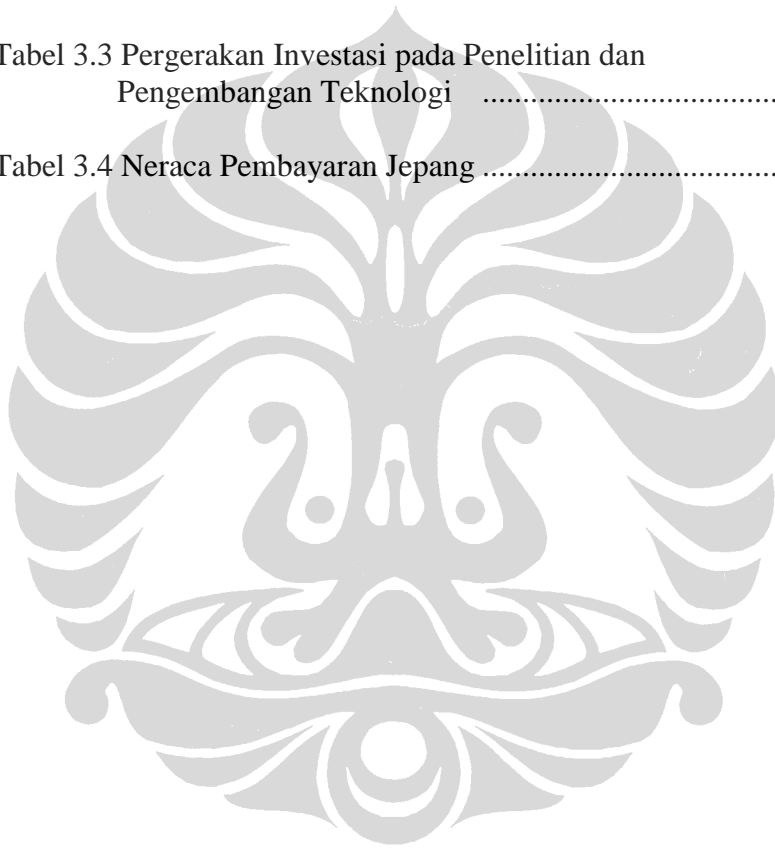 Tabel 3.3 Pergerakan Investasi pada Penelitian dan
Pengembangan Teknologi .....................................
Tabel 3.4 Neraca Pembayaran Jepang .....................................